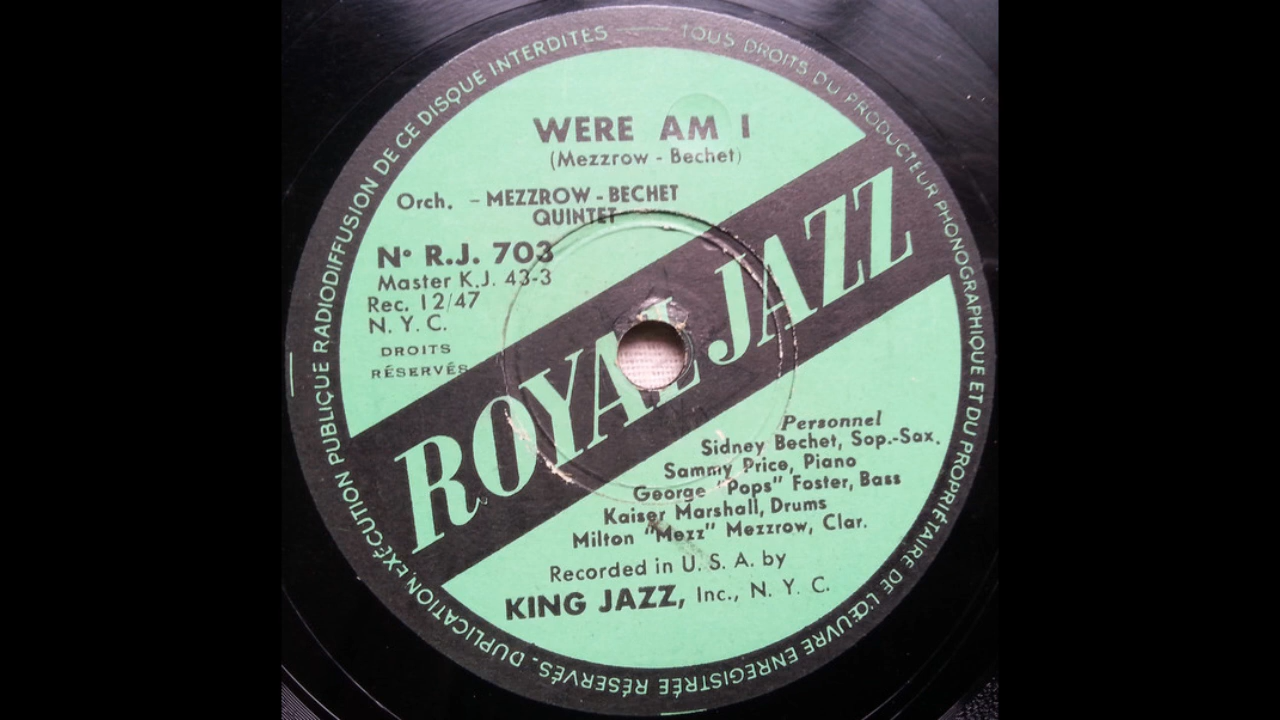 WERE AM I
(Mezzrow - Bechet)
Orch. - MEZZROW - BECHET
QUINTET
Nº R.J. 703
Master K.J. 43-3
Rec. 12/47
N. Y. C.
DROITS
RÉSERVÉS
ROYAL JAZZ
Personnel
Sidney Bechet, Sop.-Sax.
Sammy Price, Piano
George "Pops" Foster, Bass
Kaiser Marshall, Drums
Milton "Mezz" Mezzrow, Clar.
Recorded in U. S. A. by
KING JAZZ, Inc., N. Y. C.
TOUS DROITS DU PRODUCTEUR PHONOGRAPHIQUE ET DU PROPRIÉTAIRE DE L'ŒUVRE ENREGISTRÉE RÉSERVÉS. DUPLICATION, EXÉCUTION PUBLIQUE RADIODIFFUSION DE CE DISQUE INTERDITES